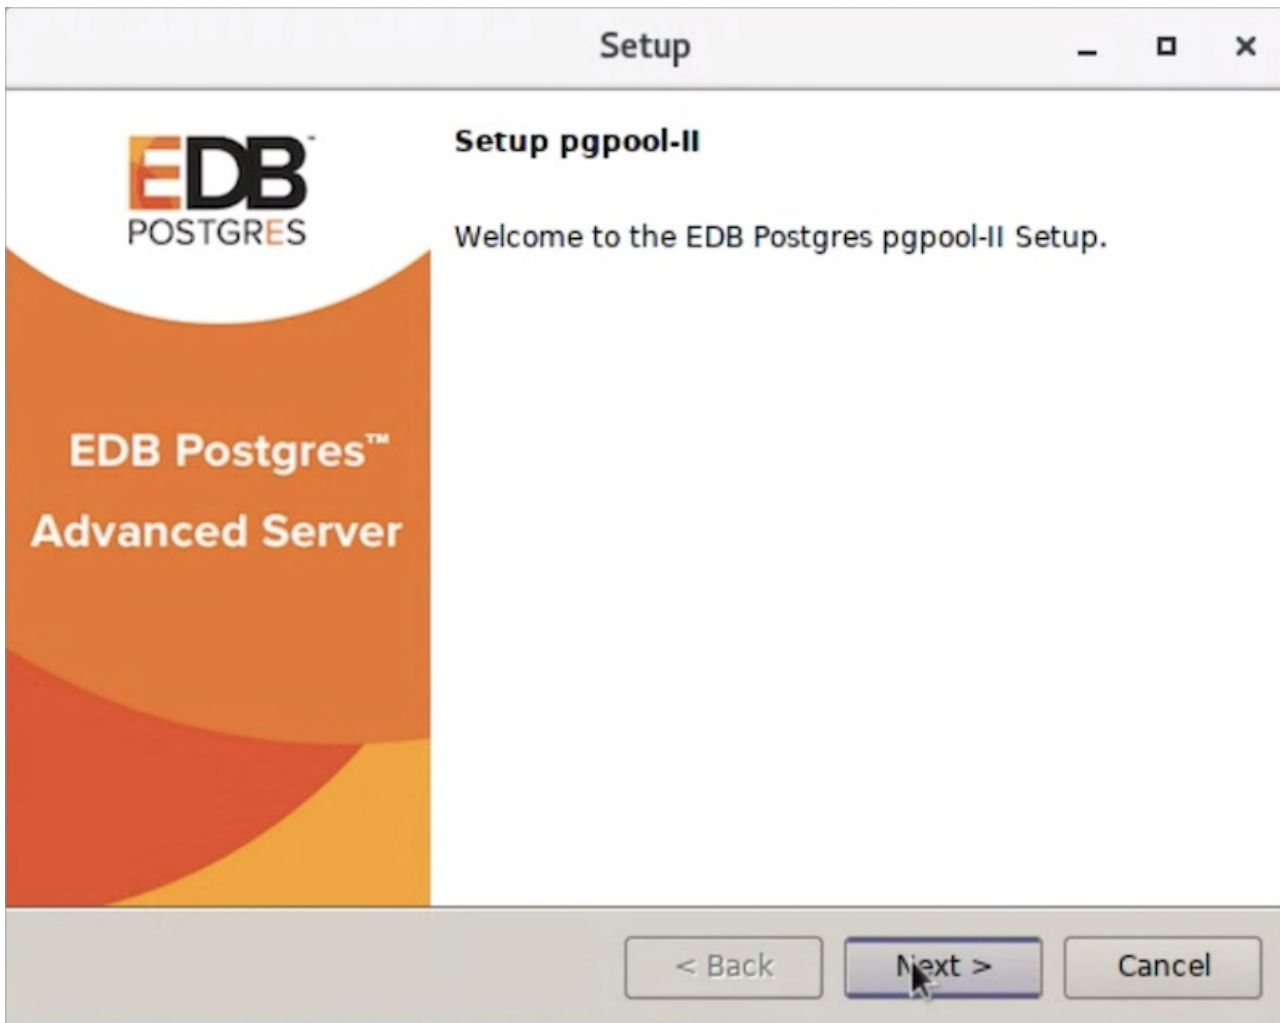 Setup
EDB™
POSTGRES
Setup pgpool-II
Welcome to the EDB Postgres pgpool-II Setup.
EDB Postgres™
Advanced Server
< Back
Next >
Cancel